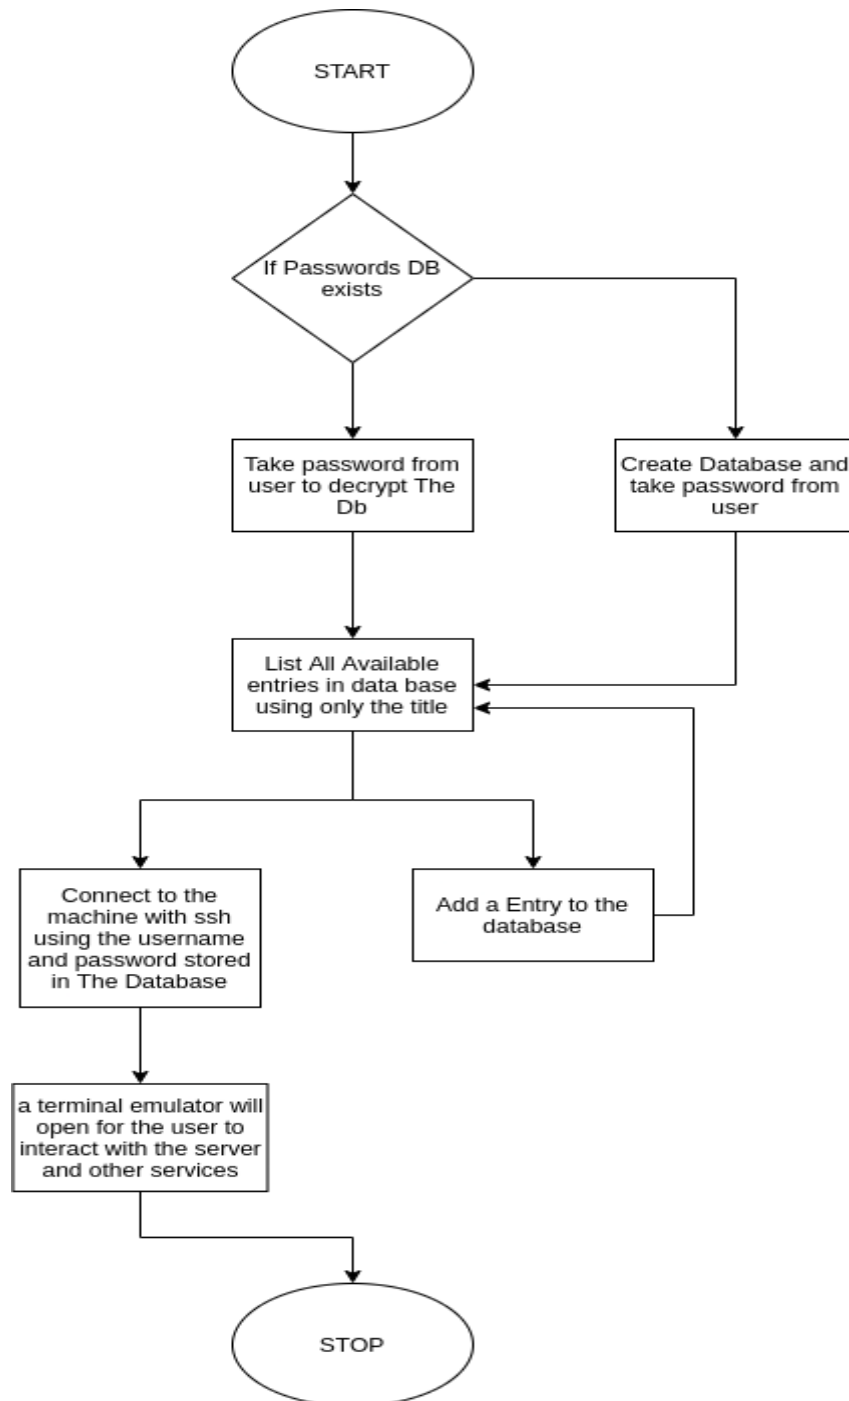 START
If Passwords DB
exists
Take password from
user to decrypt The
Db
Create Database and
take password from
user
List All Available
entries in data base
using only the title
Connect to the
machine with ssh
using the username
and password stored
in The Database
Add a Entry to the
database
a terminal emulator will
open for the user to
interact with the server
and other services
STOP